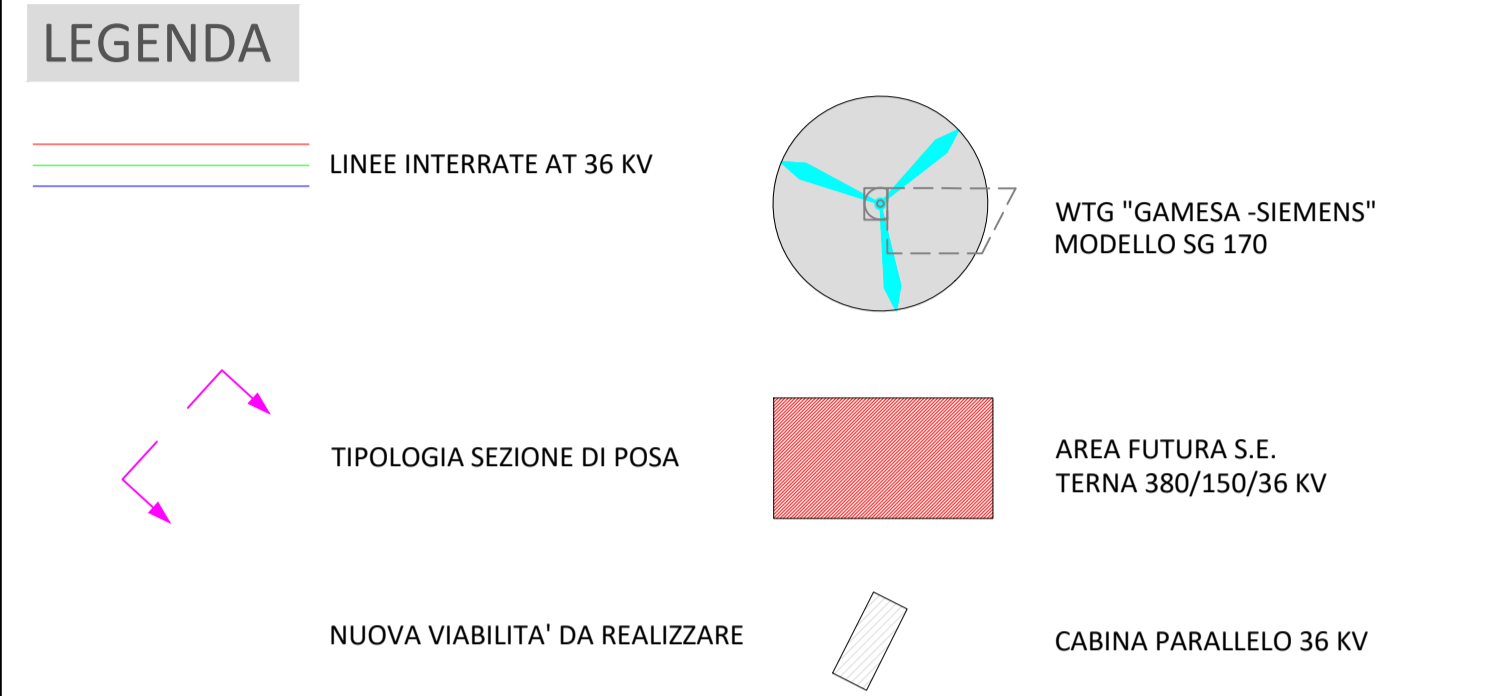 LEGENDA
LINEE INTERRATE AT 36 KV
WTG "GAMESA -SIEMENS"
MODELLO SG 170
TIPOLOGIA SEZIONE DI POSA
AREA FUTURA S.E.
TERNA 380/150/36 KV
NUOVA VIABILITA' DA REALIZZARE
CABINA PARALLELO 36 KV